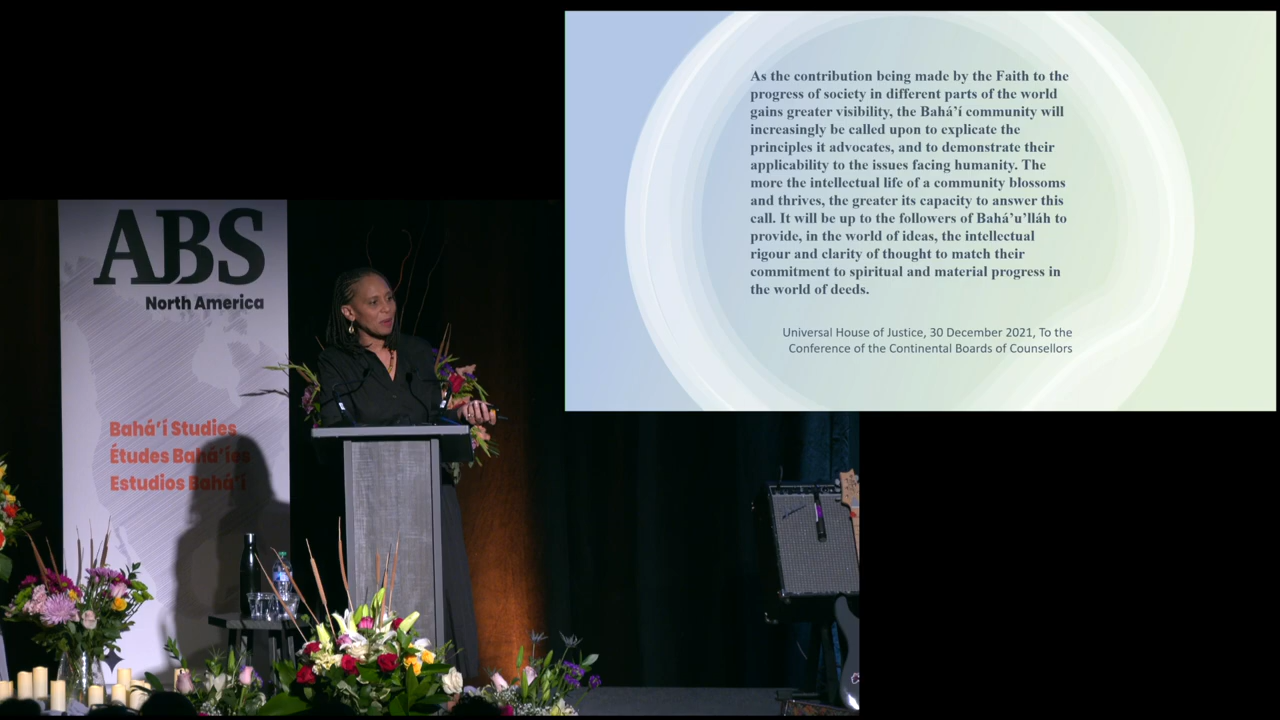 ABS
North America
Bahá'í Studies
Études Bahá'íes
Estudios Bahá'í
As the contribution being made by the Faith to the
progress of society in different parts of the world
gains greater visibility, the Bahá'í community will
increasingly be called upon to explicate the
principles it advocates, and to demonstrate their
applicability to the issues facing humanity. The
more the intellectual life of a community blossoms
and thrives, the greater its capacity to answer this
call. It will be up to the followers of Bahá'u'lláh to
provide, in the world of ideas, the intellectual
rigour and clarity of thought to match their
commitment to spiritual and material progress in
the world of deeds.
Universal House of Justice, 30 December 2021, To the
Conference of the Continental Boards of Counsellors